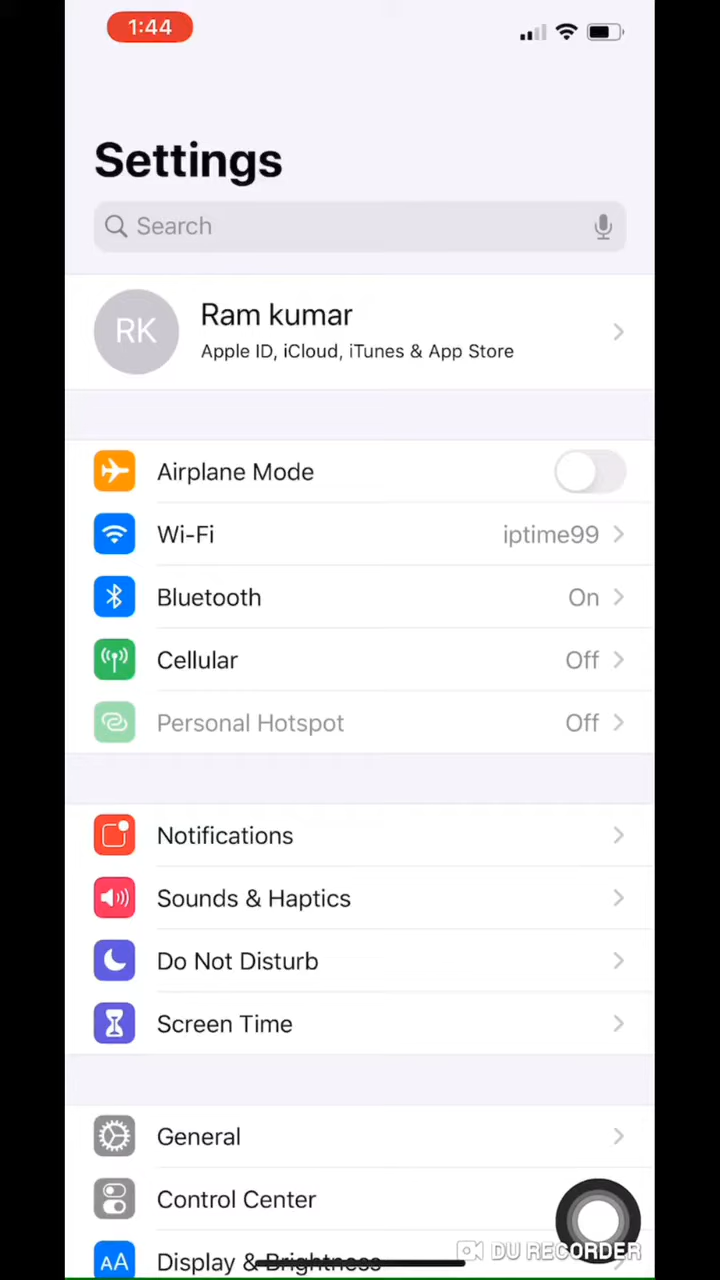 1:44
Settings
Search
RK
Ram kumar
Apple ID, iCloud, iTunes & App Store
Airplane Mode
Wi-Fi iptime99
Bluetooth On
Cellular Off
Personal Hotspot Off
Notifications
Sounds & Haptics
Do Not Disturb
Screen Time
General
Control Center
DU RECORDER
AA Display & Brightness